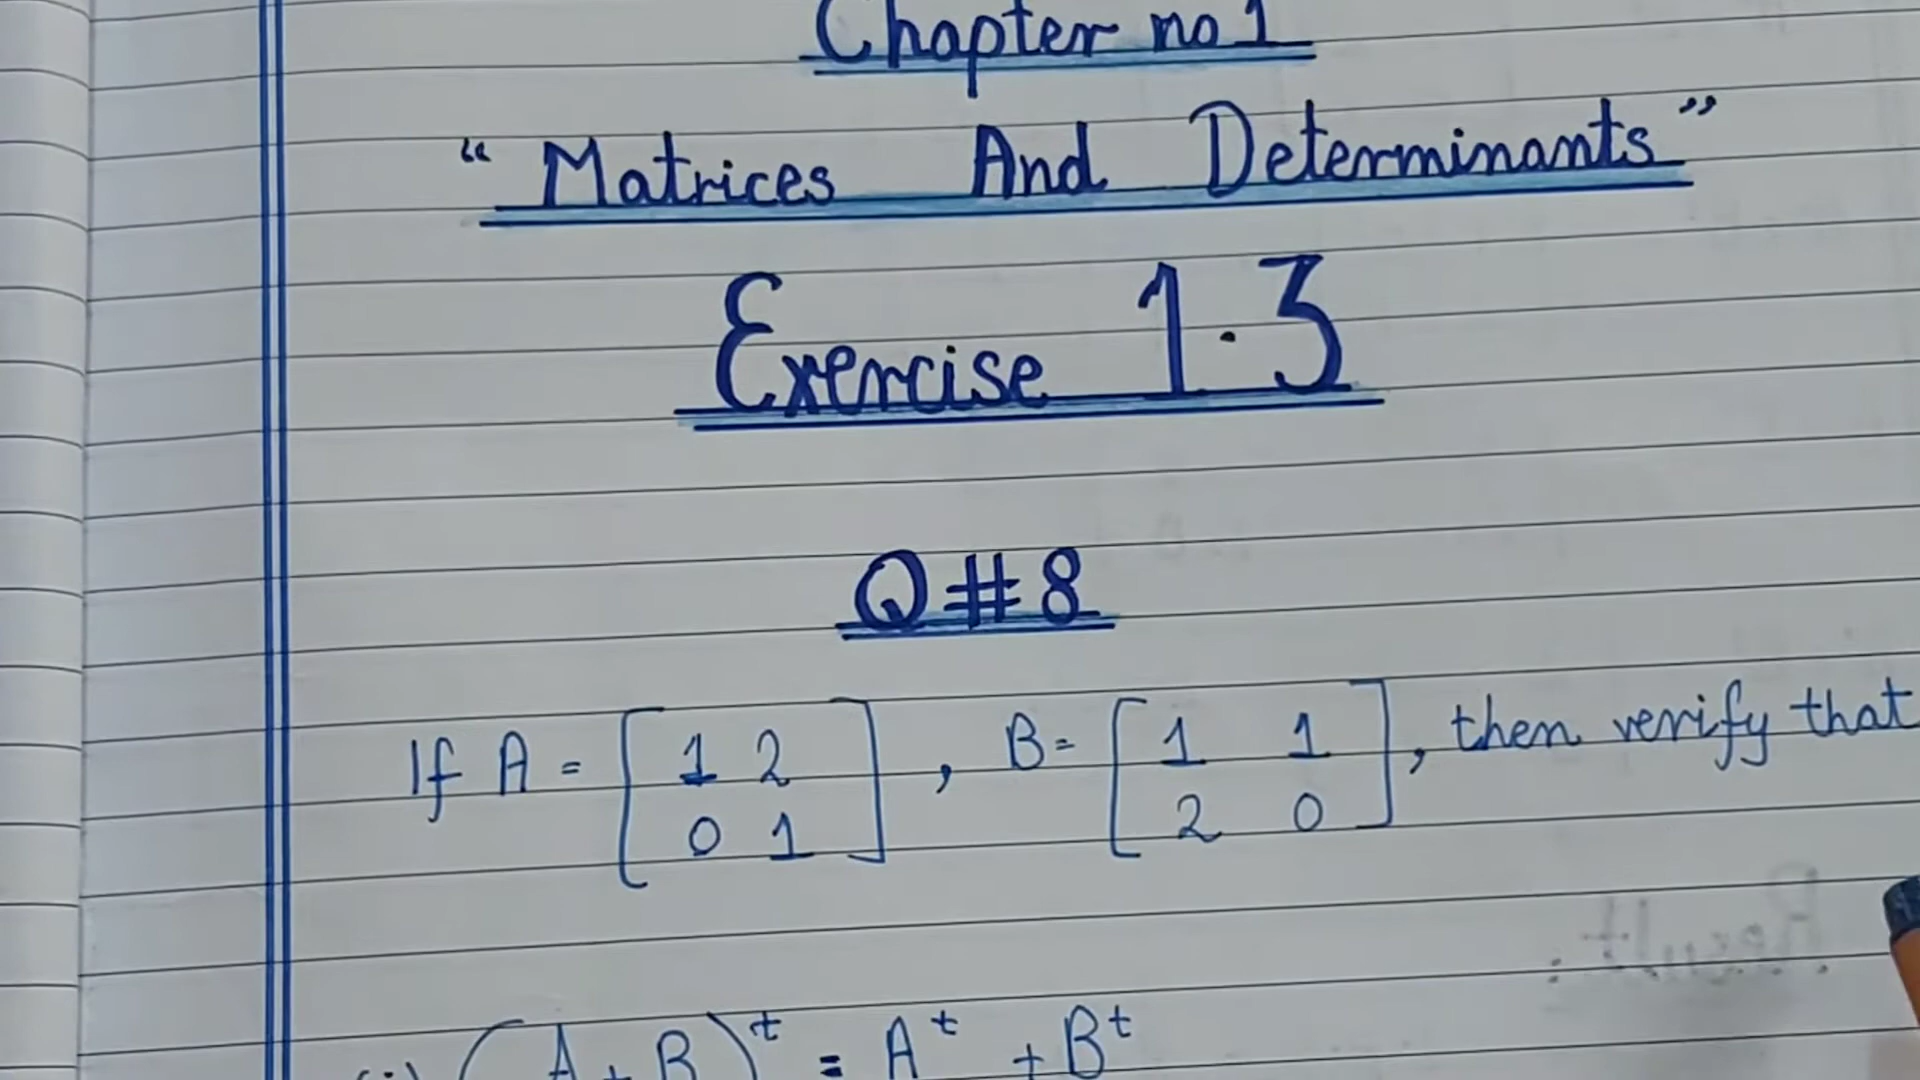 Chapter no 1
“Matrices And Determinants”
Exercise 1.3
Q#8
If A = [1 2
0 1], B = [1 1
2 0], then verify that
(i) (A + B)^t = A^t + B^t
Result: